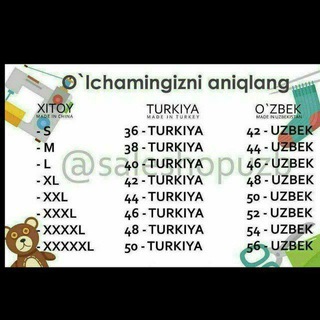 O`lchamingizni aniqlang
XITOY TURKIYA O`ZBEK
MADE IN CHINA MADE IN TURKEY MADE IN UZBEKISTAN
- S 36 - TURKIYA 42 - UZBEK
- M 38 - TURKIYA 44 - UZBEK
- L 40 - TURKIYA 46 - UZBEK
- XL 42 - TURKIYA 48 - UZBEK
- XXL 44 - TURKIYA 50 - UZBEK
- XXXL 46 - TURKIYA 52 - UZBEK
- XXXXL 48 - TURKIYA 54 - UZBEK
- XXXXXL 50 - TURKIYA 56 - UZBEK